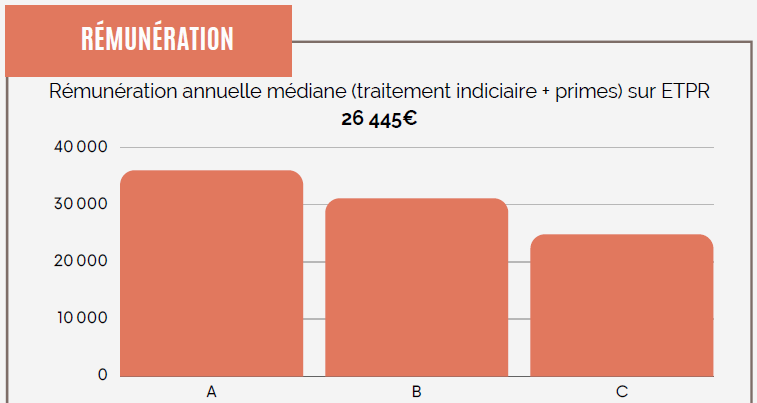 RÉMUNÉRATION
Rémunération annuelle médiane (traitement indiciaire + primes) sur ETPR
26 445€
40 000
30 000
20 000
10 000
0
A B C